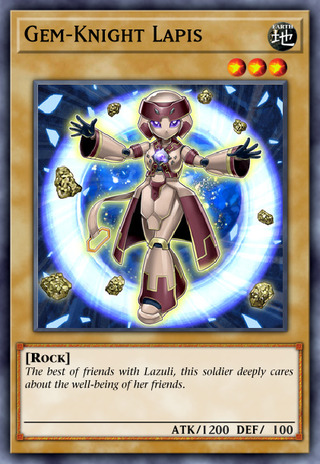 Gem-Knight Lapis
EARTH
地
[Rock]
The best of friends with Lazuli, this soldier deeply cares
about the well-being of her friends.
ATK/1200 DEF/ 100